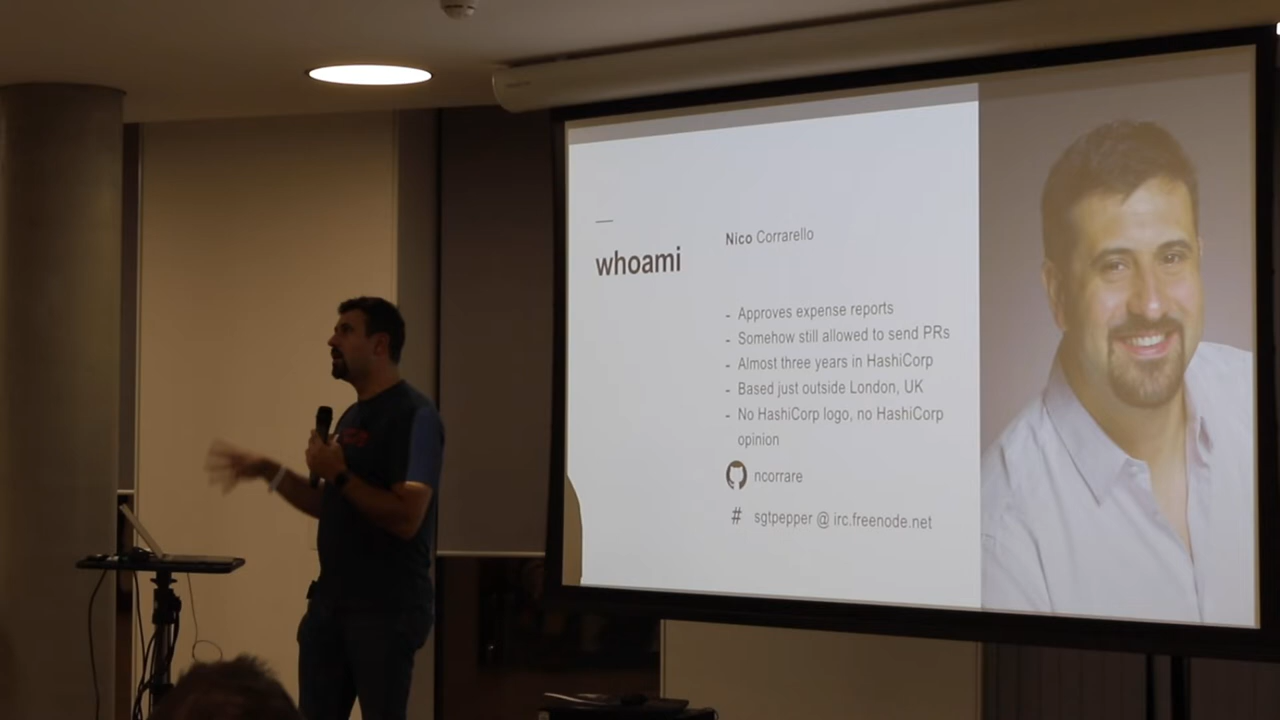 whoami
Nico Corrarello
- Approves expense reports
- Somehow still allowed to send PRs
- Almost three years in HashiCorp
- Based just outside London, UK
- No HashiCorp logo, no HashiCorp
opinion
ncorrare
# sgtpepper @ irc.freenode.net